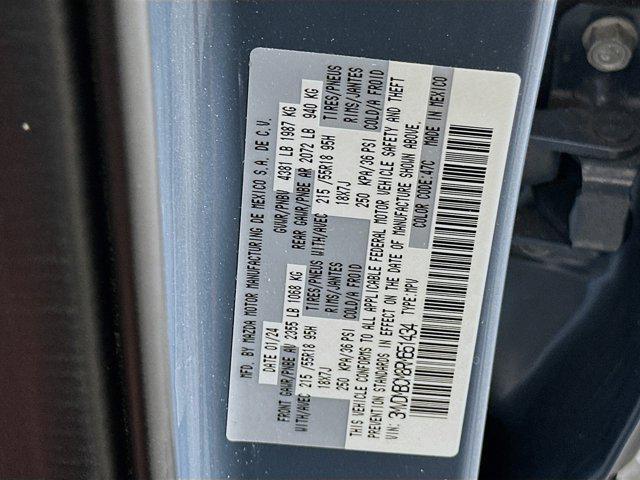 MFD. BY MAZDA MOTOR MANUFACTURING DE MEXICO S.A. DE C.V.
DATE 01/24 GVWR/PNBV 4381 LB 1987 KG
FRONT GAWR/PNBE AV 2355 LB 1068 KG REAR GAWR/PNBE AR 2072 LB 940 KG
WITH/AVEC 215 /55R18 95H TIRES/PNEUS WITH/AVEC 215 /55R18 95H TIRES/PNEUS
18X7J RIMS/JANTES 18X7J RIMS/JANTES
250 KPA/36 PSI COLD/A FROID 250 KPA/36 PSI COLD/A FROID
THIS VEHICLE CONFORMS TO ALL APPLICABLE FEDERAL MOTOR VEHICLE SAFETY AND THEFT
PREVENTION STANDARDS IN EFFECT ON THE DATE OF MANUFACTURE SHOWN ABOVE.
VIN: TYPE:MPV COLOR CODE:47C MADE IN MEXICO